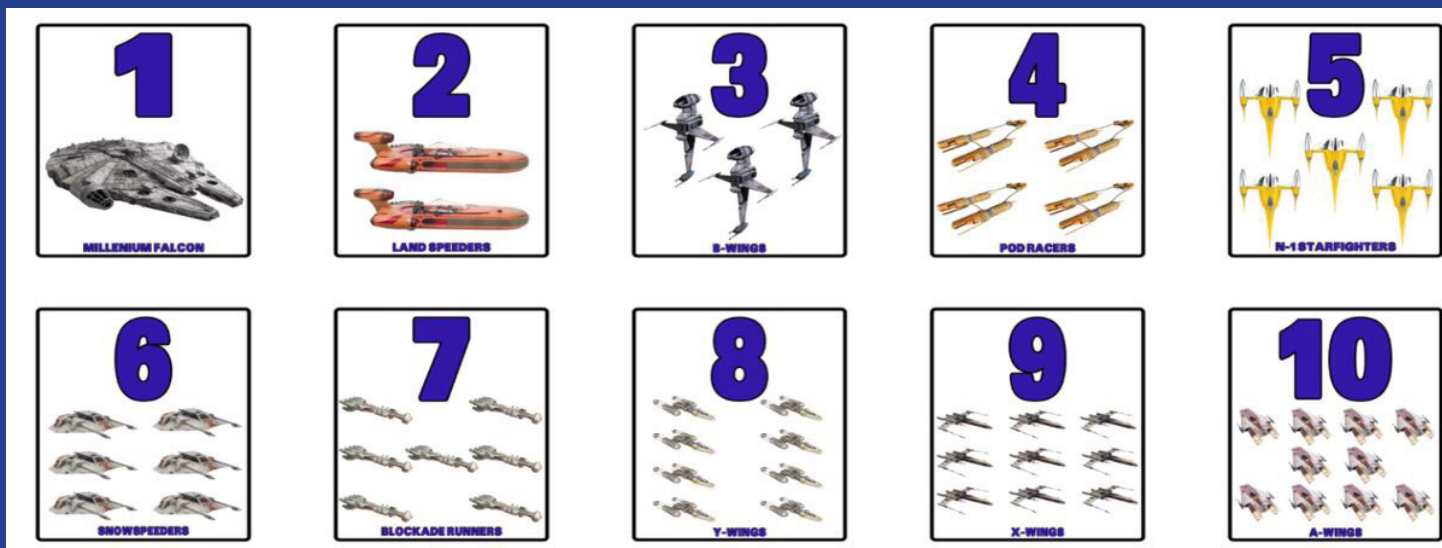 1
MILLENIUM FALCON
2
LAND SPEEDERS
3
B-WINGS
4
POD RACERS
5
N-1 STARFIGHTERS
6
SNOWSPEEDERS
7
BLOCKADE RUNNERS
8
Y-WINGS
9
X-WINGS
10
A-WINGS